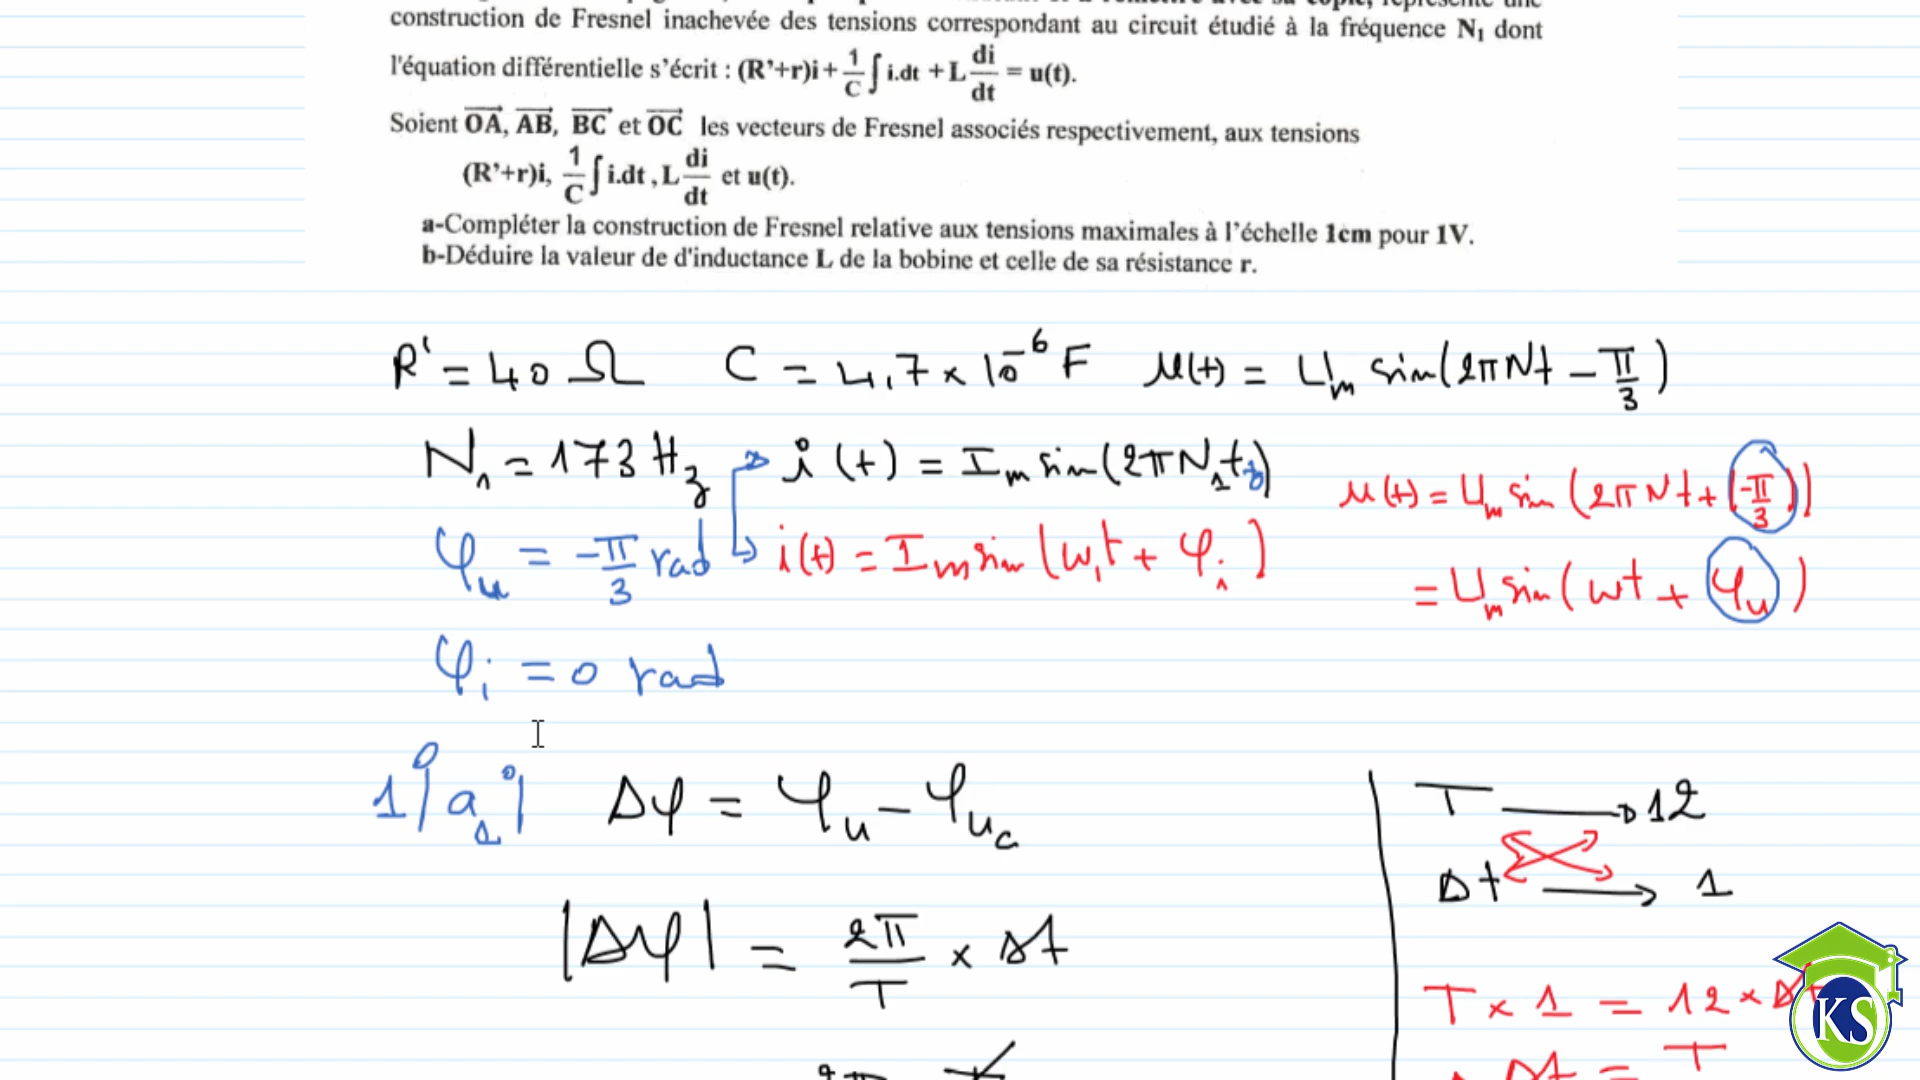 construction de Fresnel inachevée des tensions correspondant au circuit étudié à la fréquence N₁ dont
l'équation différentielle s'écrit : (R'+r)i + 1/C ∫ i.dt + L di/dt = u(t).
Soient OA, AB, BC et OC les vecteurs de Fresnel associés respectivement, aux tensions
(R'+r)i, 1/C ∫ i.dt , L di/dt et u(t).
a-Compléter la construction de Fresnel relative aux tensions maximales à l'échelle 1cm pour 1V.
b-Déduire la valeur de d'inductance L de la bobine et celle de sa résistance r.
R' = 40 Ω C = 4,7 × 10⁻⁶ F u(t) = Um sin(2πNt - π/3)
N₁ = 173 Hz i(t) = Im sin(2πN₁t)
u(t) = Um sin(2πNt + (-π/3))
φu = -π/3 rad i(t) = Im sin(ω₁t + φi)
= Um sin(ωt + φu)
φi = 0 rad
1°/ a₁°/ Δφ = φu - φuc
T → 12
Δt → 1
|Δφ| = 2π/T × Δt
T × 1 = 12 × Δt
KS